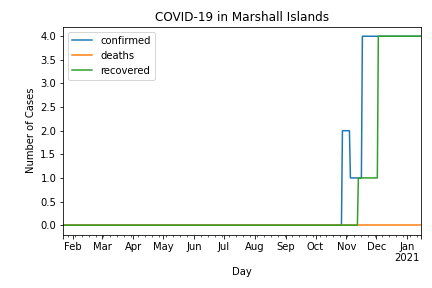 COVID-19 in Marshall Islands
confirmed
deaths
recovered
Number of Cases
4.0
3.5
3.0
2.5
2.0
1.5
1.0
0.5
0.0
Feb Mar Apr May Jun Jul Aug Sep Oct Nov Dec Jan
2021
Day